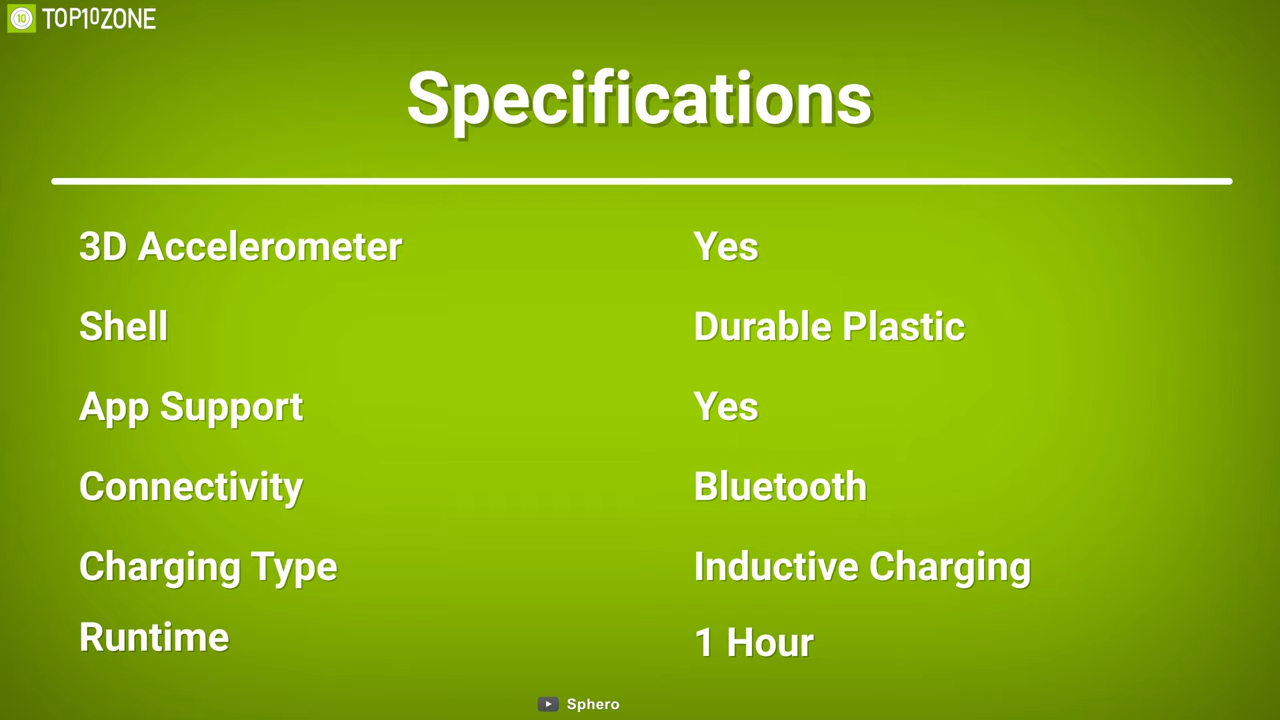 TOP10ZONE
Specifications
3D Accelerometer Yes
Shell Durable Plastic
App Support Yes
Connectivity Bluetooth
Charging Type Inductive Charging
Runtime 1 Hour
Sphero